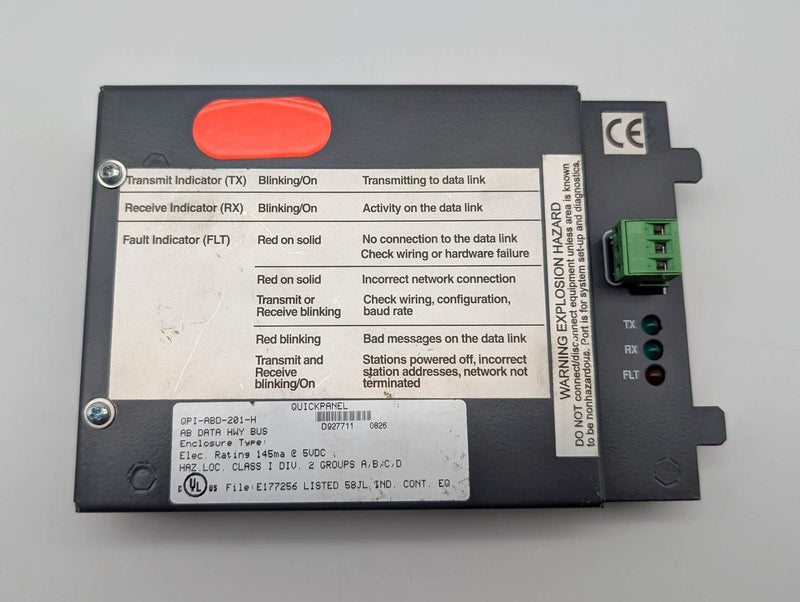 Transmit Indicator (TX) Blinking/On Transmitting to data link
Receive Indicator (RX) Blinking/On Activity on the data link
Fault Indicator (FLT) Red on solid No connection to the data link
Check wiring or hardware failure
Red on solid Incorrect network connection
Transmit or Check wiring, configuration,
Receive blinking baud rate
Red blinking Bad messages on the data link
Transmit and Stations powered off, incorrect
Receive station addresses, network not
blinking/On terminated
QUICKPANEL
QPI-ABD-201-H D927711 0826
AB DATA HWY BUS
Enclosure Type:
Elec. Rating 145ma @ 5VDC
HAZ.LOC. CLASS I DIV. 2 GROUPS A,B,C,D
C UL US File: E177256 LISTED 58JL IND. CONT. EQ.
WARNING EXPLOSION HAZARD
DO NOT connect/disconnect equipment unless area is known
to be nonhazardous. Port is for system set-up and diagnostics.
CE
TX
RX
FLT